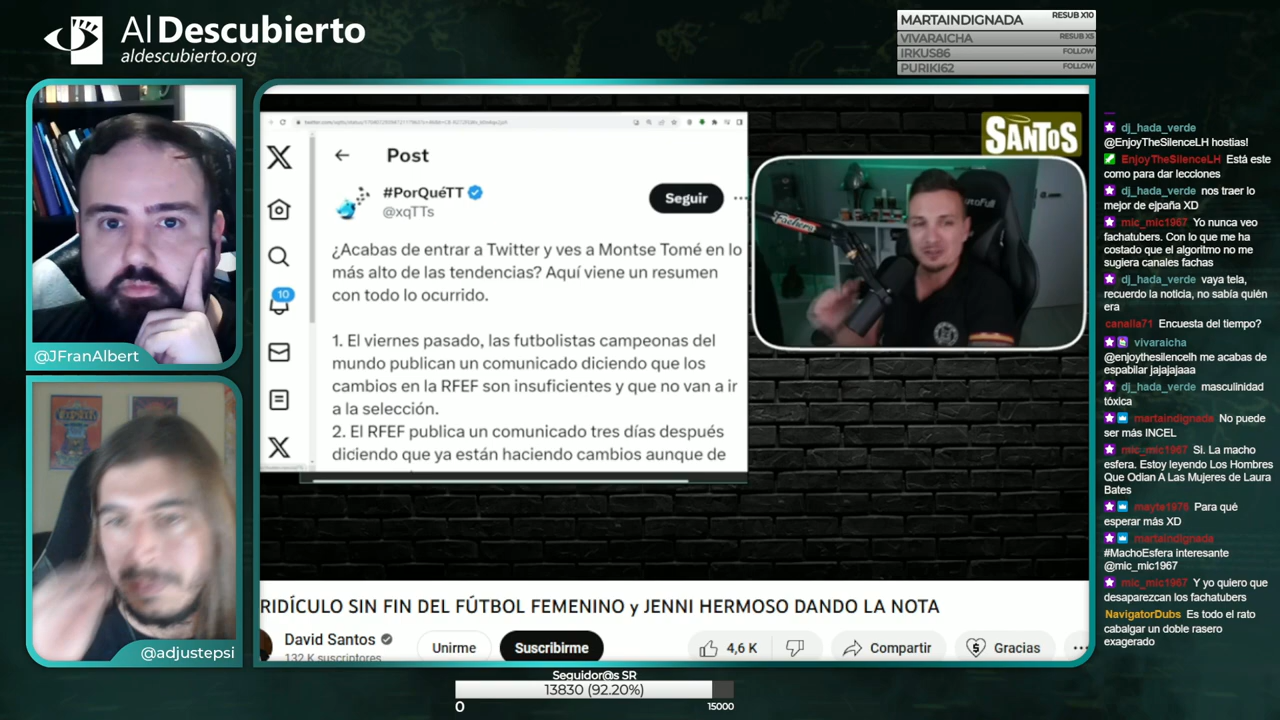 Al Descubierto
aldescubierto.org
MARTAINDIGNADA RESUB X10
VIVARAICHA RESUB X5
IRKUS86 FOLLOW
PURIKI62 FOLLOW
@JFranAlbert
@adjustepsi
Post
#PorQuéTT
@xqTTs
Seguir
10
¿Acabas de entrar a Twitter y ves a Montse Tomé en lo
más alto de las tendencias? Aquí viene un resumen
con todo lo ocurrido.
1. El viernes pasado, las futbolistas campeonas del
mundo publican un comunicado diciendo que los
cambios en la RFEF son insuficientes y que no van a ir
a la selección.
2. El RFEF publica un comunicado tres días después
diciendo que ya están haciendo cambios aunque de
SANTOS
RIDÍCULO SIN FIN DEL FÚTBOL FEMENINO y JENNI HERMOSO DANDO LA NOTA
David Santos
132 K suscriptores
Unirme
Suscribirme
4,6 K
Compartir
Gracias
Seguidor@s SR
13830 (92.20%)
0
15000
dj_hada_verde
@EnjoyTheSilenceLH hostias!
EnjoyTheSilenceLH Está este
como para dar lecciones
dj_hada_verde nos traer lo
mejor de ejpaña XD
mic_mic1967 Yo nunca veo
fachatubers. Con lo que me ha
costado que el algoritmo no me
sugiera canales fachas
dj_hada_verde vaya tela,
recuerdo la noticia, no sabía quién
era
canalla71 Encuesta del tiempo?
vivaraicha
@enjoythesilencelh me acabas de
espabilar jajajajaaa
dj_hada_verde masculinidad
tóxica
martaindignada No puede
ser más INCEL
mic_mic1967 Si. La macho
esfera. Estoy leyendo Los Hombres
Que Odian A Las Mujeres de Laura
Bates
mayte1976 Para qué
esperar más XD
martaindignada
#MachoEsfera interesante
@mic_mic1967
mic_mic1967 Y yo quiero que
desaparezcan los fachatubers
NavigatorDubs Es todo el rato
cabalgar un doble rasero
exagerado